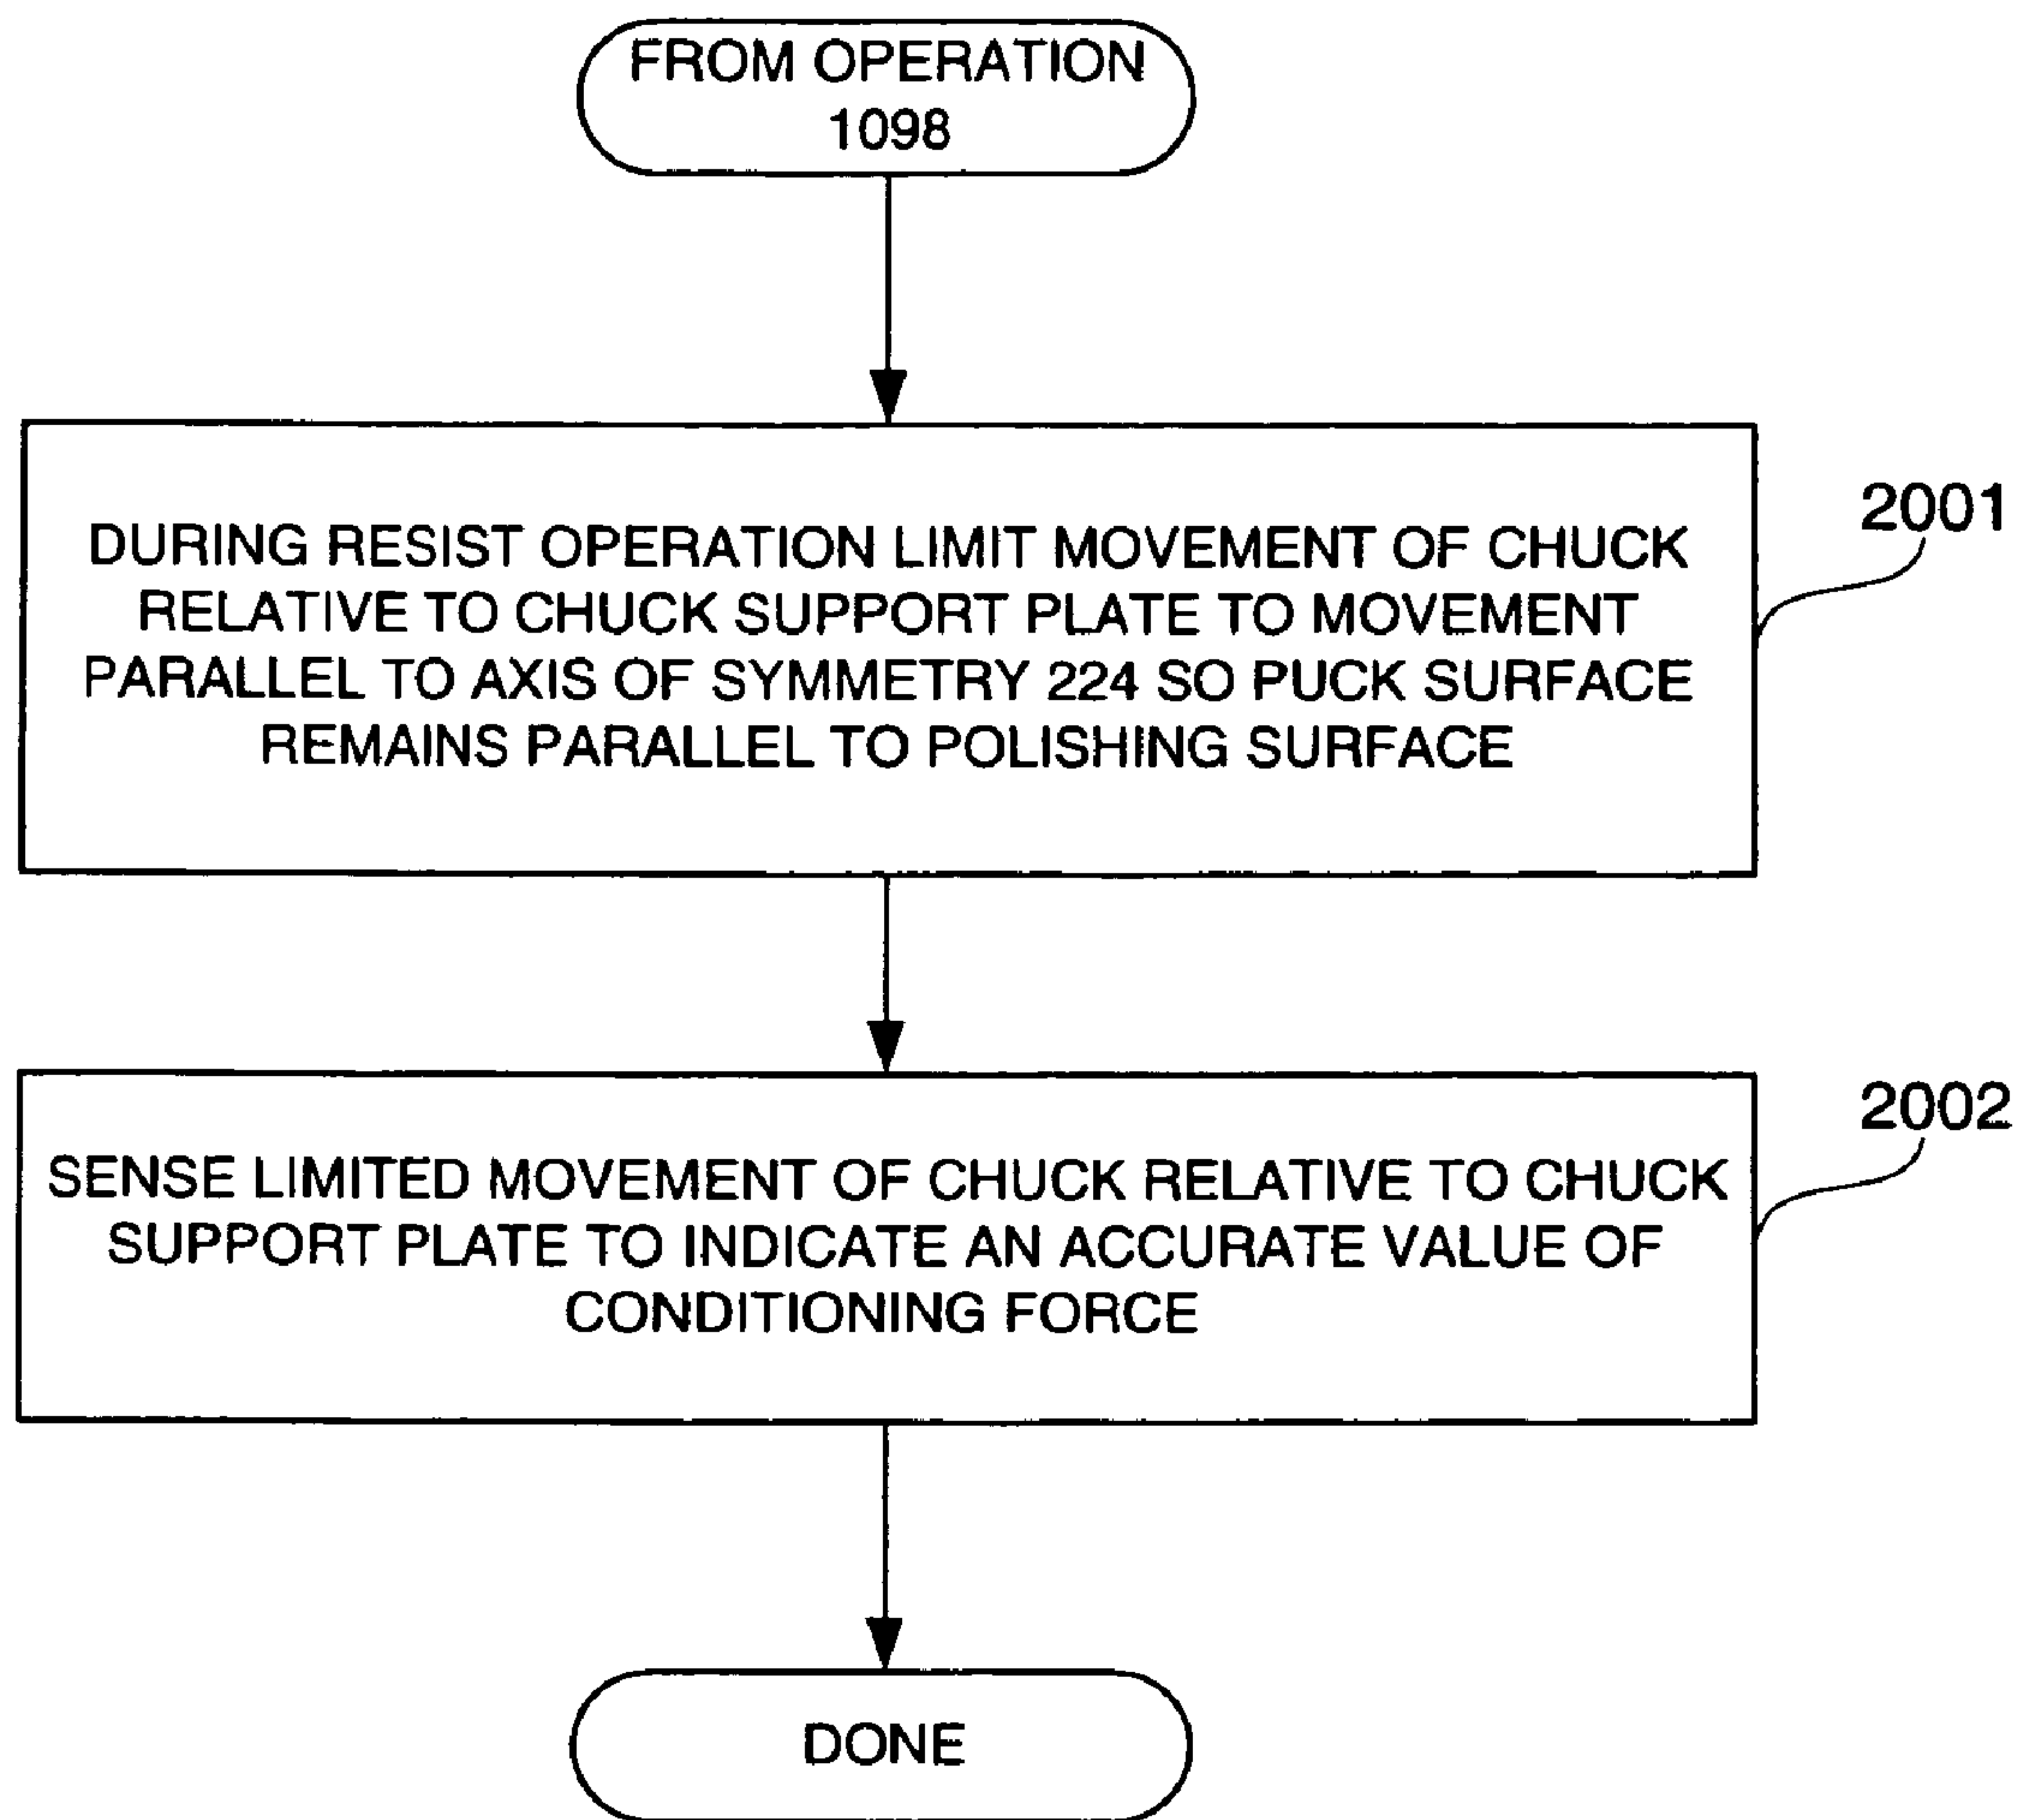 FROM OPERATION
1098
DURING RESIST OPERATION LIMIT MOVEMENT OF CHUCK
RELATIVE TO CHUCK SUPPORT PLATE TO MOVEMENT
PARALLEL TO AXIS OF SYMMETRY 224 SO PUCK SURFACE
REMAINS PARALLEL TO POLISHING SURFACE
2001
SENSE LIMITED MOVEMENT OF CHUCK RELATIVE TO CHUCK
SUPPORT PLATE TO INDICATE AN ACCURATE VALUE OF
CONDITIONING FORCE
2002
DONE